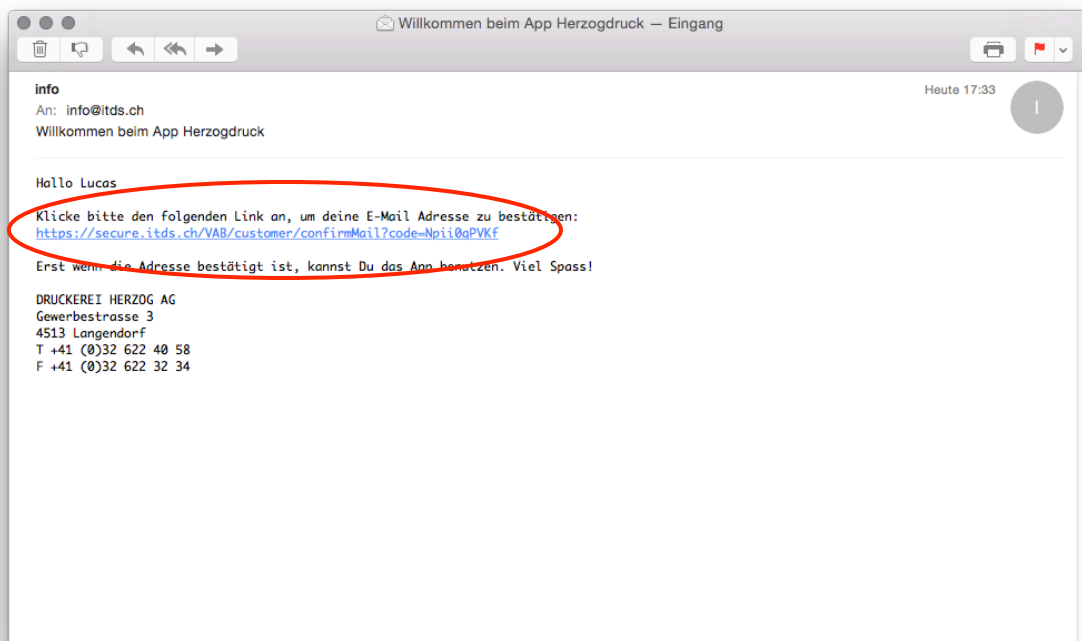 Willkommen beim App Herzogdruck — Eingang
info
Heute 17:33
I
An: info@itds.ch
Willkommen beim App Herzogdruck
Hallo Lucas
Klicke bitte den folgenden Link an, um deine E-Mail Adresse zu bestätigen:
https://secure.itds.ch/VAB/customer/confirmMail?code=Npii0qPVKf
Erst wenn die Adresse bestätigt ist, kannst Du das App benutzen. Viel Spass!
DRUCKEREI HERZOG AG
Gewerbestrasse 3
4513 Langendorf
T +41 (0)32 622 40 58
F +41 (0)32 622 32 34